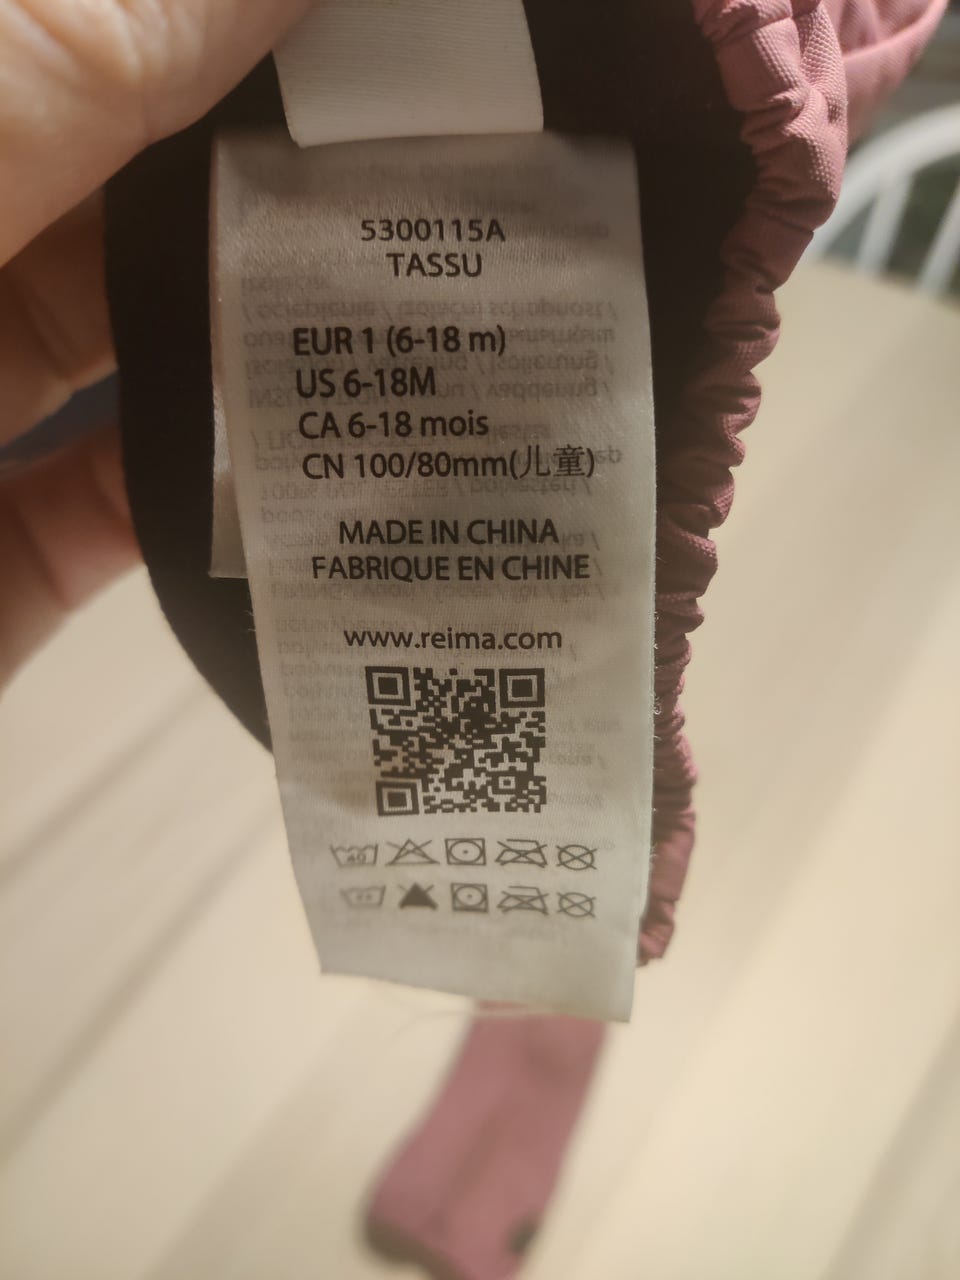 5300115A
TASSU
EUR 1 (6-18 m)
US 6-18M
CA 6-18 mois
CN 100/80mm(儿童)
MADE IN CHINA
FABRIQUE EN CHINE
www.reima.com
40